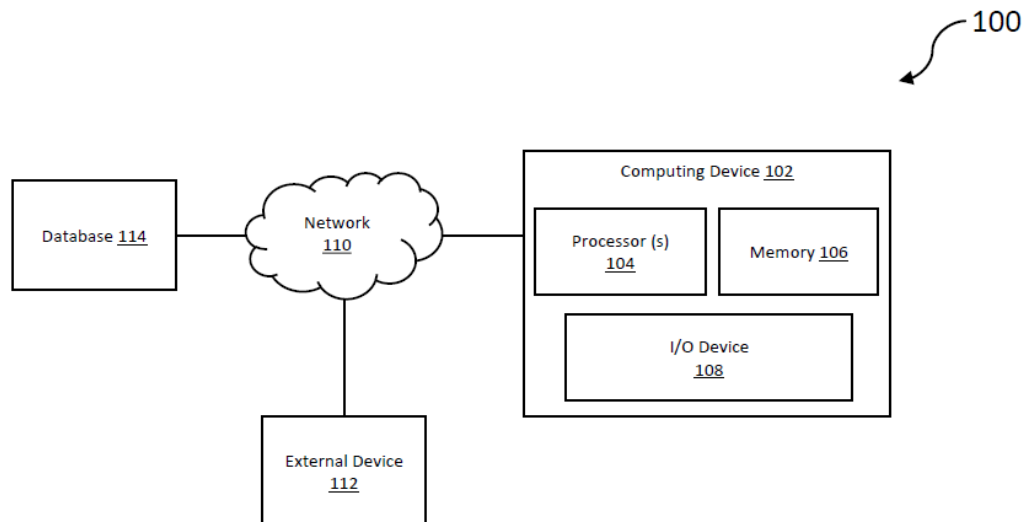 100
Computing Device 102
Database 114
Network
110
Processor (s)
104
Memory 106
I/O Device
108
External Device
112